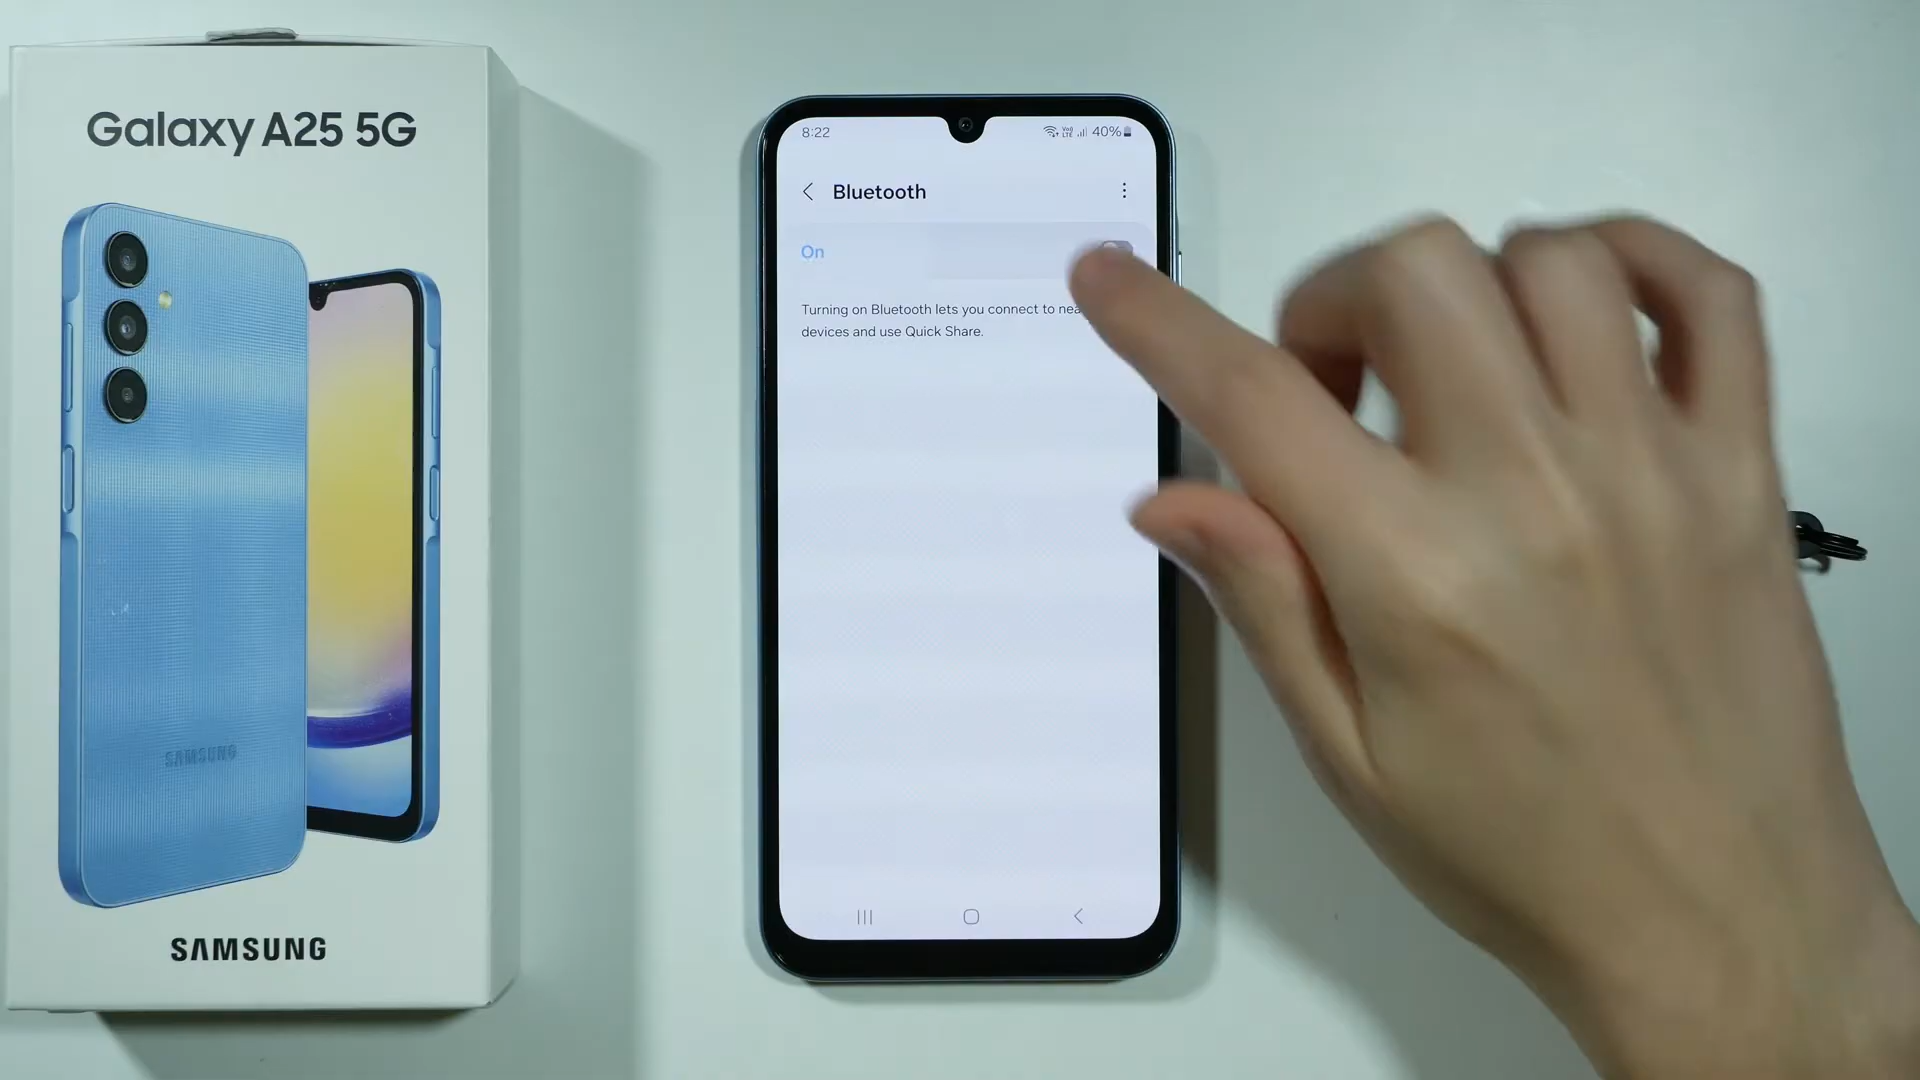 Galaxy A25 5G
SAMSUNG
SAMSUNG
8:22
40%
Bluetooth
On
Turning on Bluetooth lets you connect to
devices and use Quick Share.